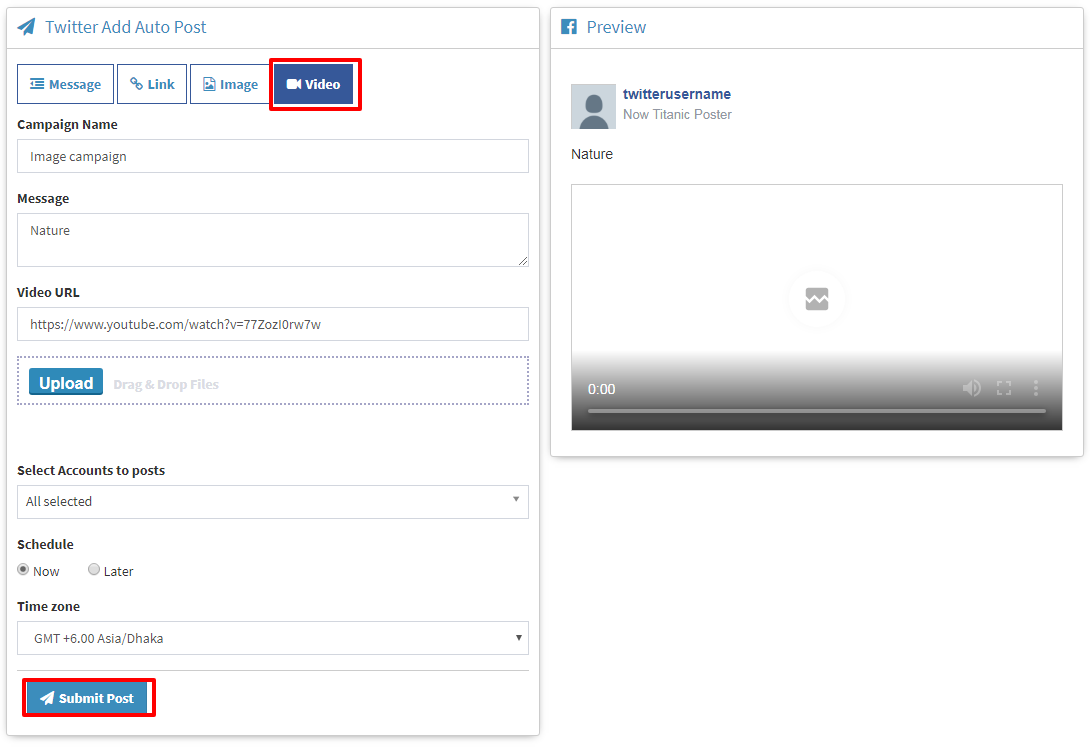 Twitter Add Auto Post
Message
Link
Image
Video
Campaign Name
Image campaign
Message
Nature
Video URL
https://www.youtube.com/watch?v=77ZozI0rw7w
Upload
Drag & Drop Files
Select Accounts to posts
All selected
Schedule
Now
Later
Time zone
GMT +6.00 Asia/Dhaka
Submit Post
Preview
twitterusername
Now Titanic Poster
Nature
0:00